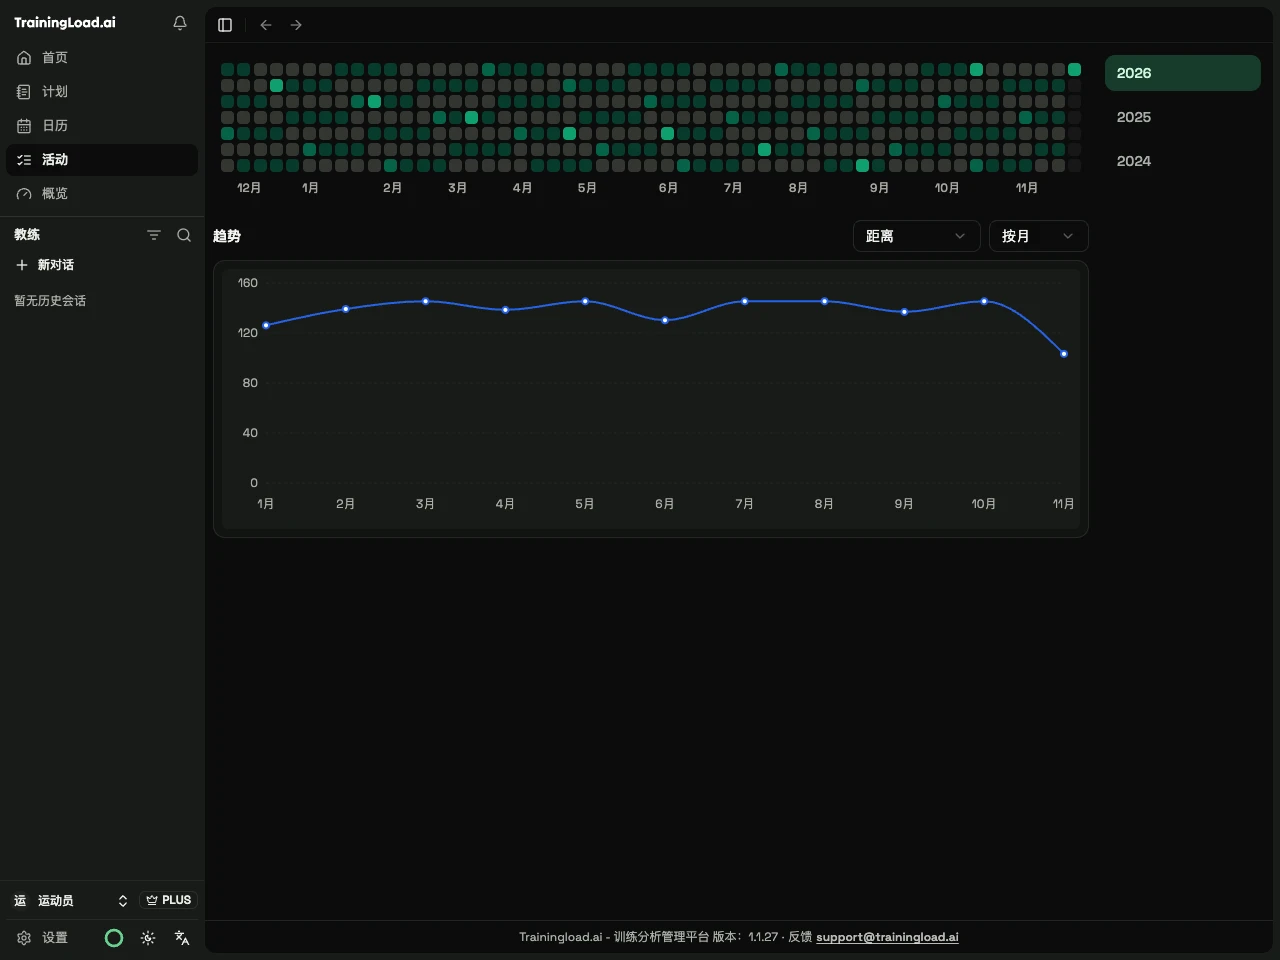 TrainingLoad.ai
首页
计划
日历
活动
概览
教练
新对话
暂无历史会话
运 运动员 PLUS
设置
12月 1月 2月 3月 4月 5月 6月 7月 8月 9月 10月 11月
2026
2025
2024
趋势 距离 按月
160
120
80
40
0
1月 2月 3月 4月 5月 6月 7月 8月 9月 10月 11月
Trainingload.ai - 训练分析管理平台 版本：1.1.27 · 反馈 support@trainingload.ai